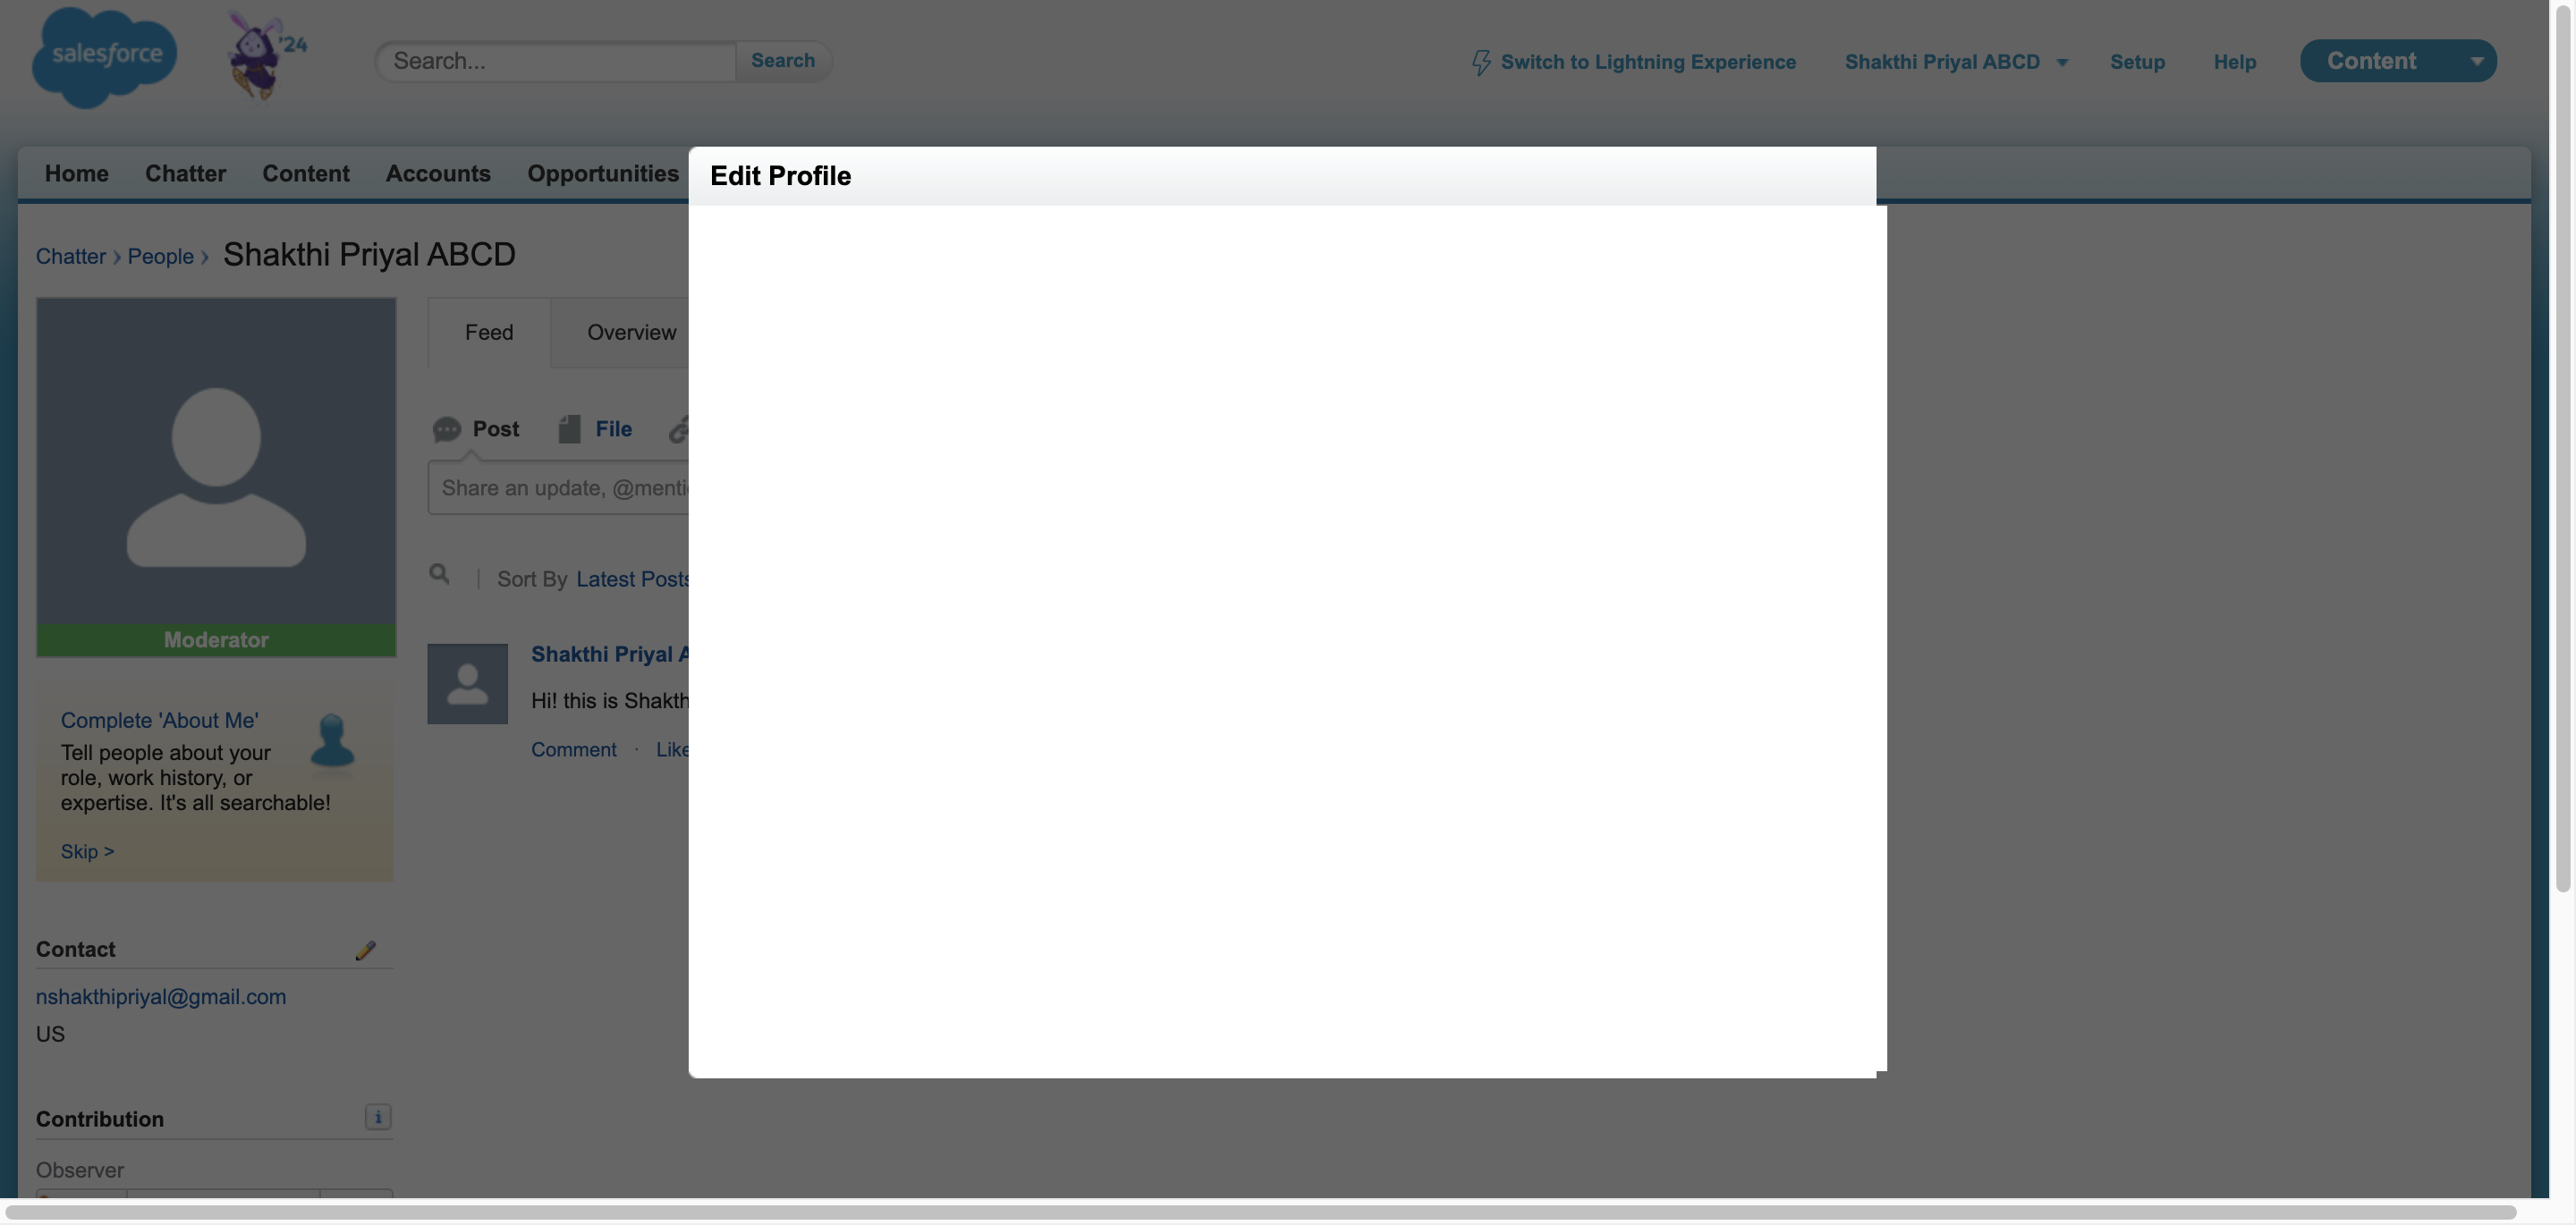 salesforce
'24
Search...
Search
Switch to Lightning Experience
Shakthi Priyal ABCD
Setup
Help
Content
Home
Chatter
Content
Accounts
Opportunities
Edit Profile
Chatter › People › Shakthi Priyal ABCD
Feed
Overview
Post
File
Share an update, @menti
Sort By Latest Posts
Moderator
Shakthi Priyal A
Hi! this is Shakth
Comment · Like
Complete 'About Me'
Tell people about your
role, work history, or
expertise. It's all searchable!
Skip >
Contact
nshakthipriyal@gmail.com
US
Contribution
i
Observer